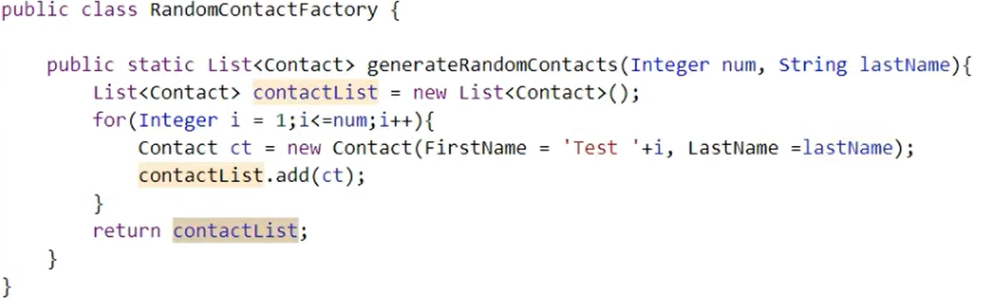 public class RandomContactFactory {
public static List<Contact> generateRandomContacts(Integer num, String lastName){
List<Contact> contactList = new List<Contact>();
for(Integer i = 1;i<=num;i++){
Contact ct = new Contact(FirstName = 'Test '+i, LastName =lastName);
contactList.add(ct);
}
return contactList;
}
}